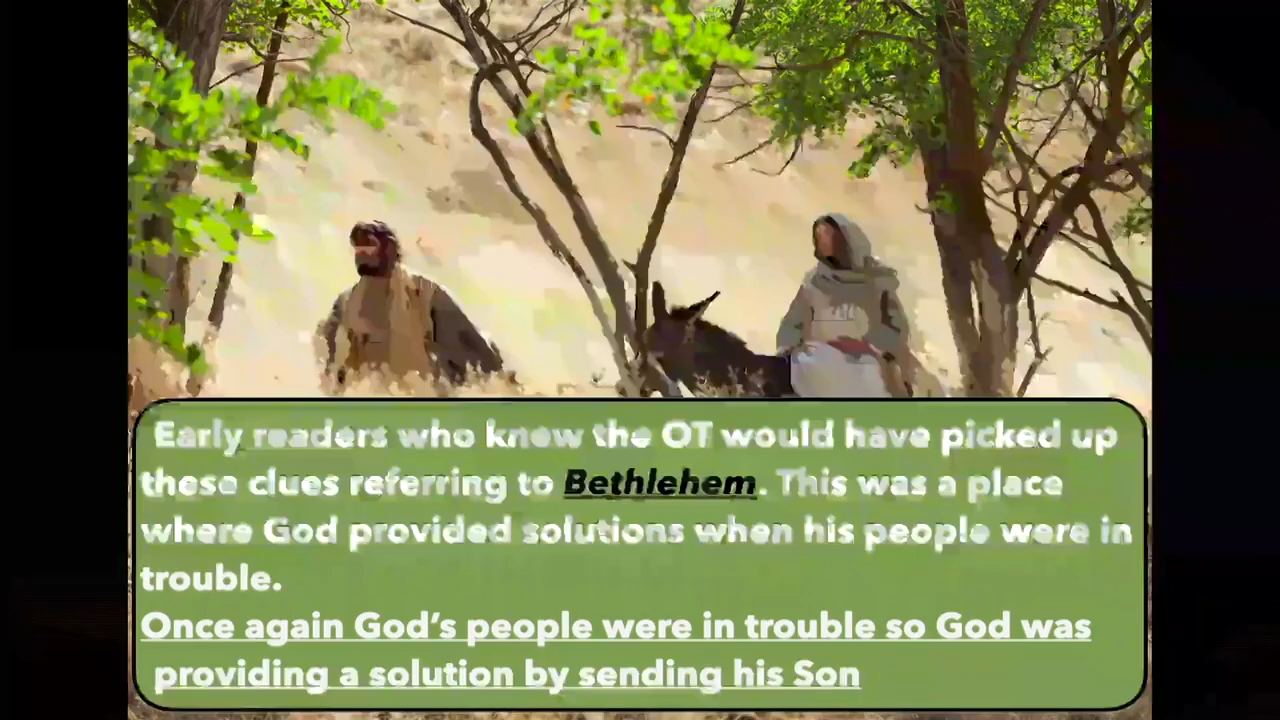 Early readers who knew the OT would have picked up
these clues referring to Bethlehem. This was a place
where God provided solutions when his people were in
trouble.
Once again God’s people were in trouble so God was
providing a solution by sending his Son